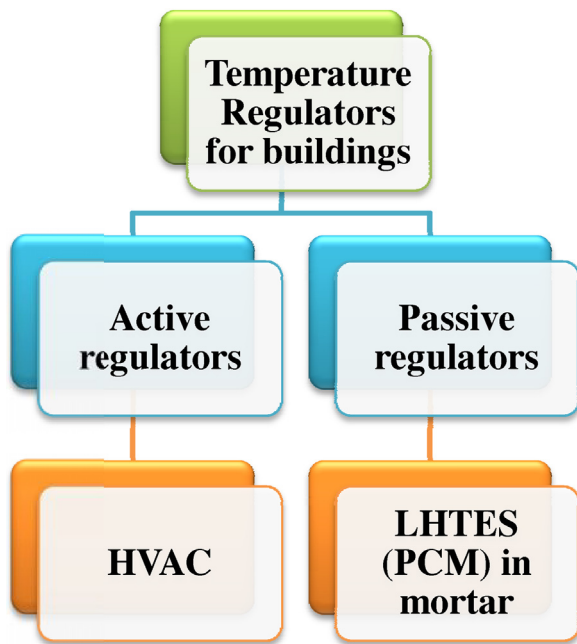 Temperature
Regulators
for buildings
Active
regulators
Passive
regulators
HVAC
LHTES
(PCM) in
mortar